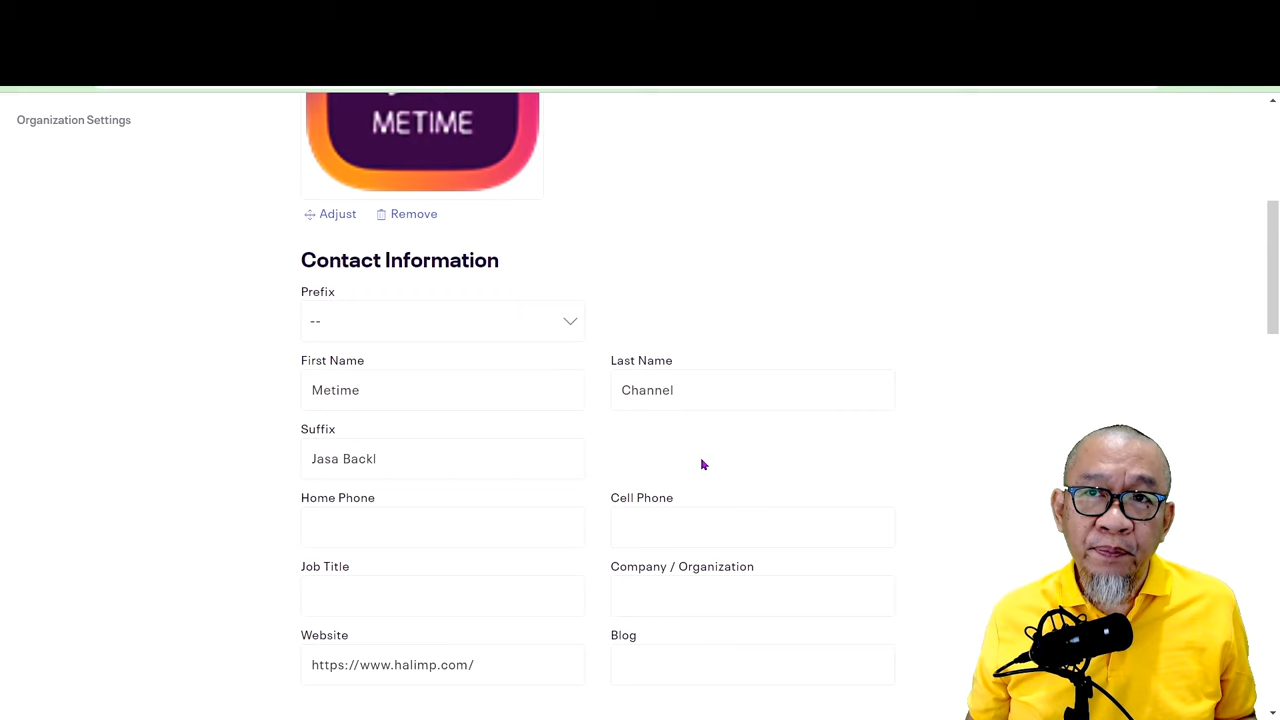 METIME
Organization Settings
Adjust Remove
Contact Information
Prefix
--
First Name Last Name
Metime Channel
Suffix
Jasa Backl
Home Phone Cell Phone
Job Title Company / Organization
Website Blog
https://www.halimp.com/